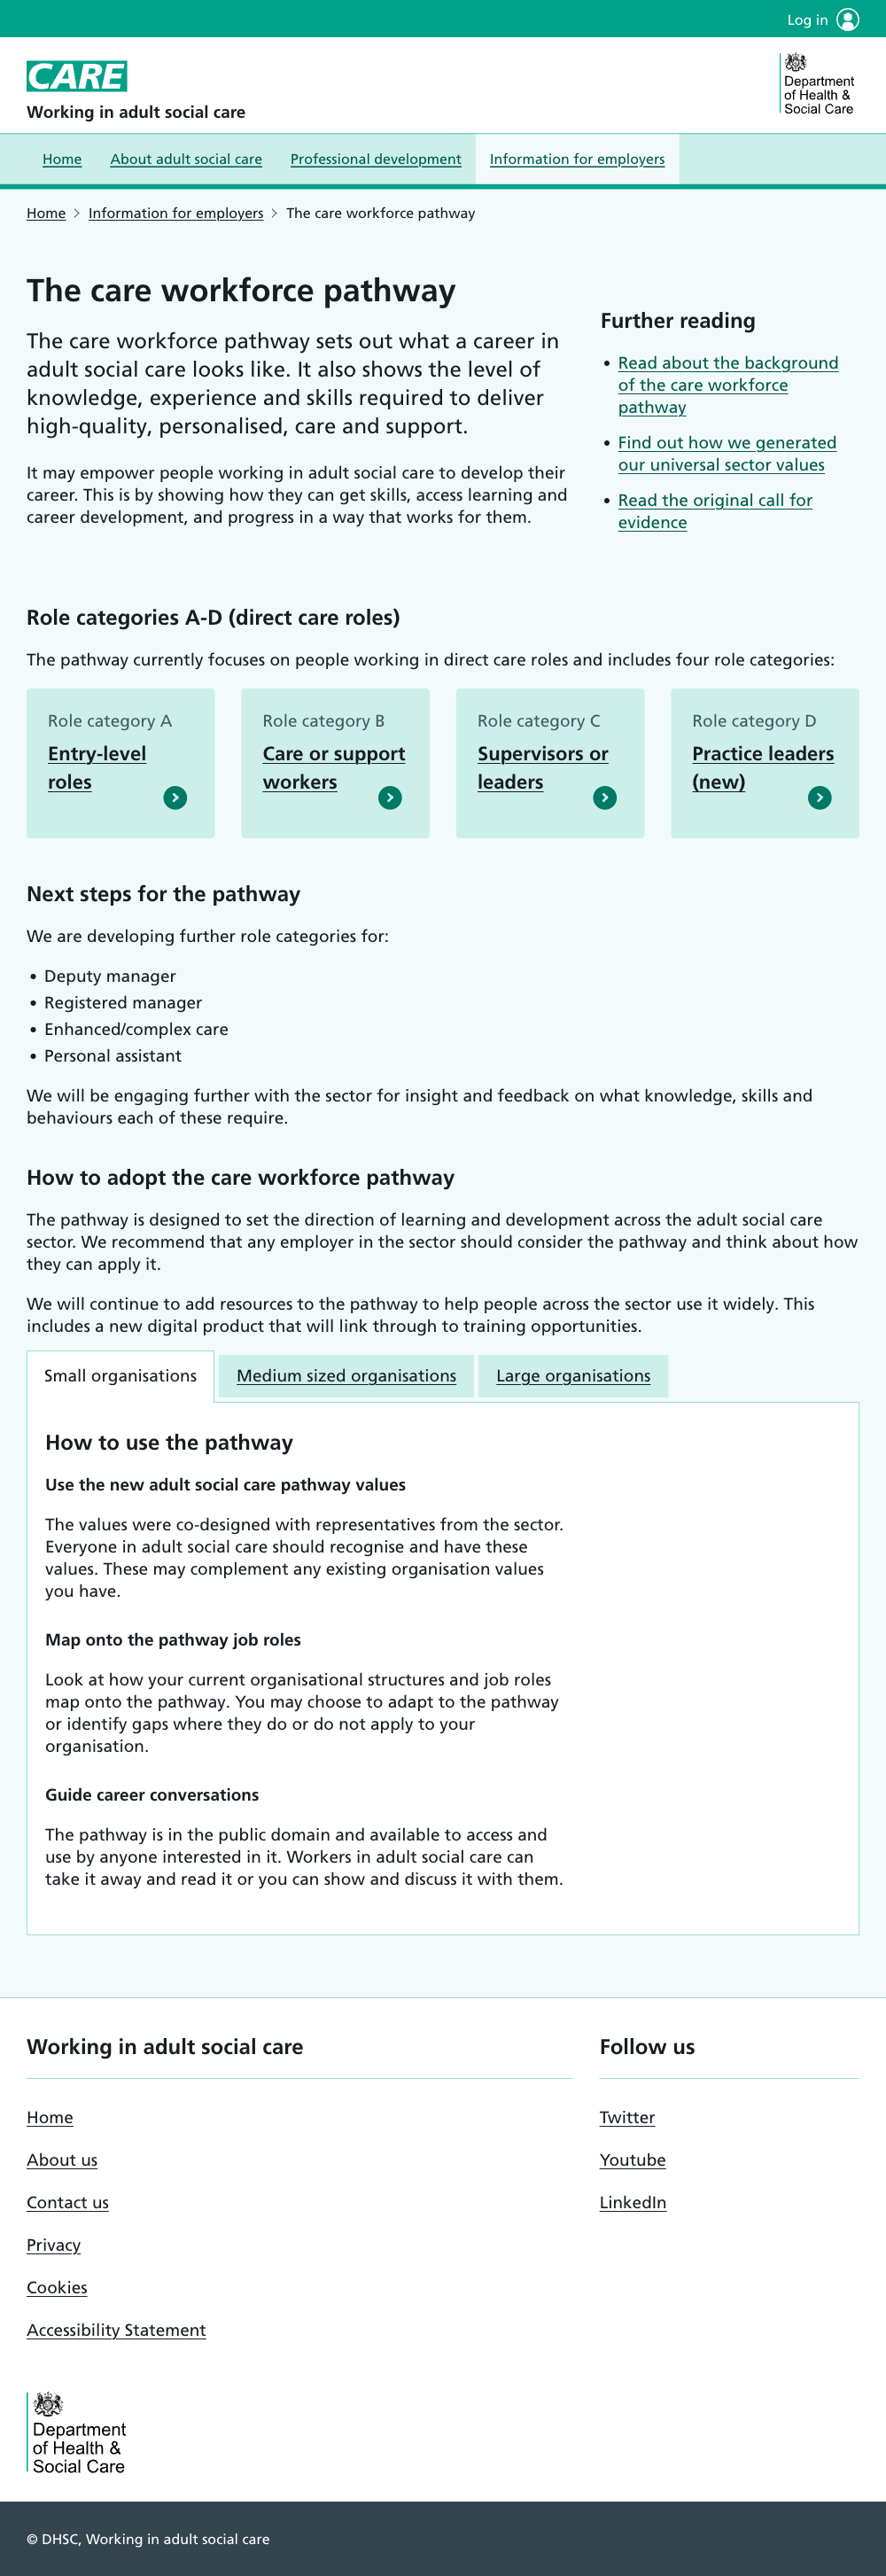 Log in
CARE
Working in adult social care
Department
of Health &
Social Care
Home
About adult social care
Professional development
Information for employers
Home
Information for employers
The care workforce pathway
The care workforce pathway
The care workforce pathway sets out what a career in
adult social care looks like. It also shows the level of
knowledge, experience and skills required to deliver
high-quality, personalised, care and support.
It may empower people working in adult social care to develop their
career. This is by showing how they can get skills, access learning and
career development, and progress in a way that works for them.
Further reading
• Read about the background
of the care workforce
pathway
• Find out how we generated
our universal sector values
• Read the original call for
evidence
Role categories A-D (direct care roles)
The pathway currently focuses on people working in direct care roles and includes four role categories:
Role category A
Entry-level
roles
Role category B
Care or support
workers
Role category C
Supervisors or
leaders
Role category D
Practice leaders
(new)
Next steps for the pathway
We are developing further role categories for:
• Deputy manager
• Registered manager
• Enhanced/complex care
• Personal assistant
We will be engaging further with the sector for insight and feedback on what knowledge, skills and
behaviours each of these require.
How to adopt the care workforce pathway
The pathway is designed to set the direction of learning and development across the adult social care
sector. We recommend that any employer in the sector should consider the pathway and think about how
they can apply it.
We will continue to add resources to the pathway to help people across the sector use it widely. This
includes a new digital product that will link through to training opportunities.
Small organisations
Medium sized organisations
Large organisations
How to use the pathway
Use the new adult social care pathway values
The values were co-designed with representatives from the sector.
Everyone in adult social care should recognise and have these
values. These may complement any existing organisation values
you have.
Map onto the pathway job roles
Look at how your current organisational structures and job roles
map onto the pathway. You may choose to adapt to the pathway
or identify gaps where they do or do not apply to your
organisation.
Guide career conversations
The pathway is in the public domain and available to access and
use by anyone interested in it. Workers in adult social care can
take it away and read it or you can show and discuss it with them.
Working in adult social care
Home
About us
Contact us
Privacy
Cookies
Accessibility Statement
Follow us
Twitter
Youtube
LinkedIn
Department
of Health &
Social Care
© DHSC, Working in adult social care